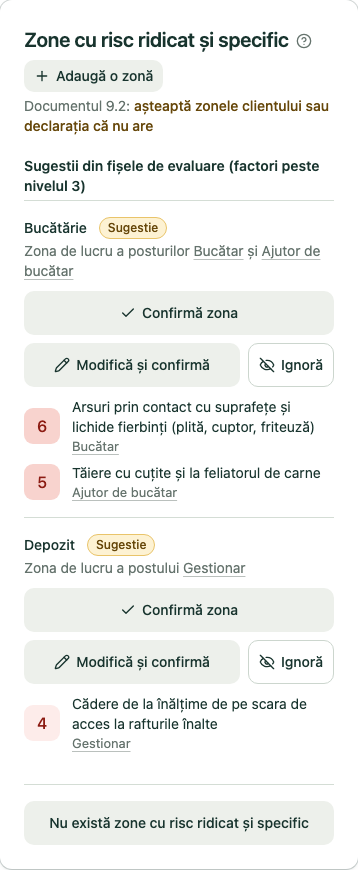 Zone cu risc ridicat și specific
Adaugă o zonă
Documentul 9.2: așteaptă zonele clientului sau
declarația că nu are
Sugestii din fișele de evaluare (factori peste
nivelul 3)
Bucătărie Sugestie
Zona de lucru a posturilor Bucătar și Ajutor de
bucătar
Confirmă zona
Modifică și confirmă Ignoră
6 Arsuri prin contact cu suprafețe și
lichide fierbinți (plită, cuptor, friteuză)
Bucătar
5 Tăiere cu cuțite și la feliatorul de carne
Ajutor de bucătar
Depozit Sugestie
Zona de lucru a postului Gestionar
Confirmă zona
Modifică și confirmă Ignoră
4 Cădere de la înălțime de pe scara de
acces la rafturile înalte
Gestionar
Nu există zone cu risc ridicat și specific